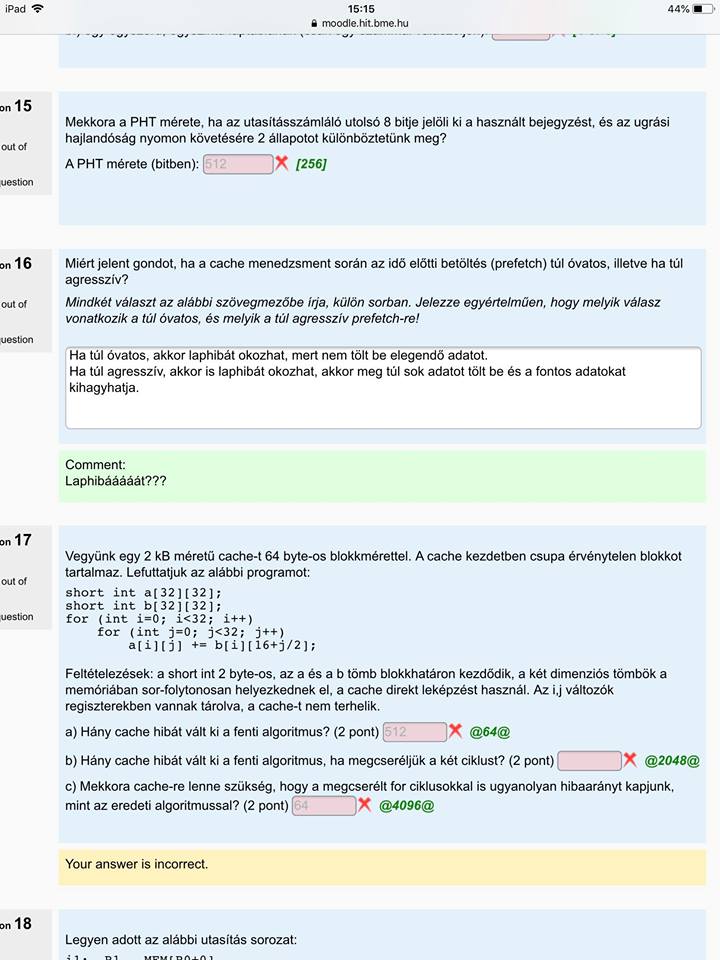 iPad 15:15 44%
moodle.hit.bme.hu
on 15
out of
uestion
Mekkora a PHT mérete, ha az utasításszámláló utolsó 8 bitje jelöli ki a használt bejegyzést, és az ugrási
hajlandóság nyomon követésére 2 állapotot különböztetünk meg?
A PHT mérete (bitben): 512 [256]
on 16
out of
uestion
Miért jelent gondot, ha a cache menedzsment során az idő előtti betöltés (prefetch) túl óvatos, illetve ha túl
agresszív?
Mindkét választ az alábbi szövegmezőbe írja, külön sorban. Jelezze egyértelműen, hogy melyik válasz
vonatkozik a túl óvatos, és melyik a túl agresszív prefetch-re!
Ha túl óvatos, akkor laphibát okozhat, mert nem tölt be elegendő adatot.
Ha túl agresszív, akkor is laphibát okozhat, akkor meg túl sok adatot tölt be és a fontos adatokat
kihagyhatja.
Comment:
Laphibááááát???
on 17
out of
uestion
Vegyünk egy 2 kB méretű cache-t 64 byte-os blokkmérettel. A cache kezdetben csupa érvénytelen blokkot
tartalmaz. Lefuttatjuk az alábbi programot:
short int a[32][32];
short int b[32][32];
for (int i=0; i<32; i++)
for (int j=0; j<32; j++)
a[i][j] += b[i][16+j/2];
Feltételezések: a short int 2 byte-os, az a és a b tömb blokkhatáron kezdődik, a két dimenziós tömbök a
memóriában sor-folytonosan helyezkednek el, a cache direkt leképzést használ. Az i,j változók
regiszterekben vannak tárolva, a cache-t nem terhelik.
a) Hány cache hibát vált ki a fenti algoritmus? (2 pont) 512 @64@
b) Hány cache hibát vált ki a fenti algoritmus, ha megcseréljük a két ciklust? (2 pont) @2048@
c) Mekkora cache-re lenne szükség, hogy a megcserélt for ciklusokkal is ugyanolyan hibaarányt kapjunk,
mint az eredeti algoritmussal? (2 pont) 64 @4096@
Your answer is incorrect.
on 18
Legyen adott az alábbi utasítás sorozat: